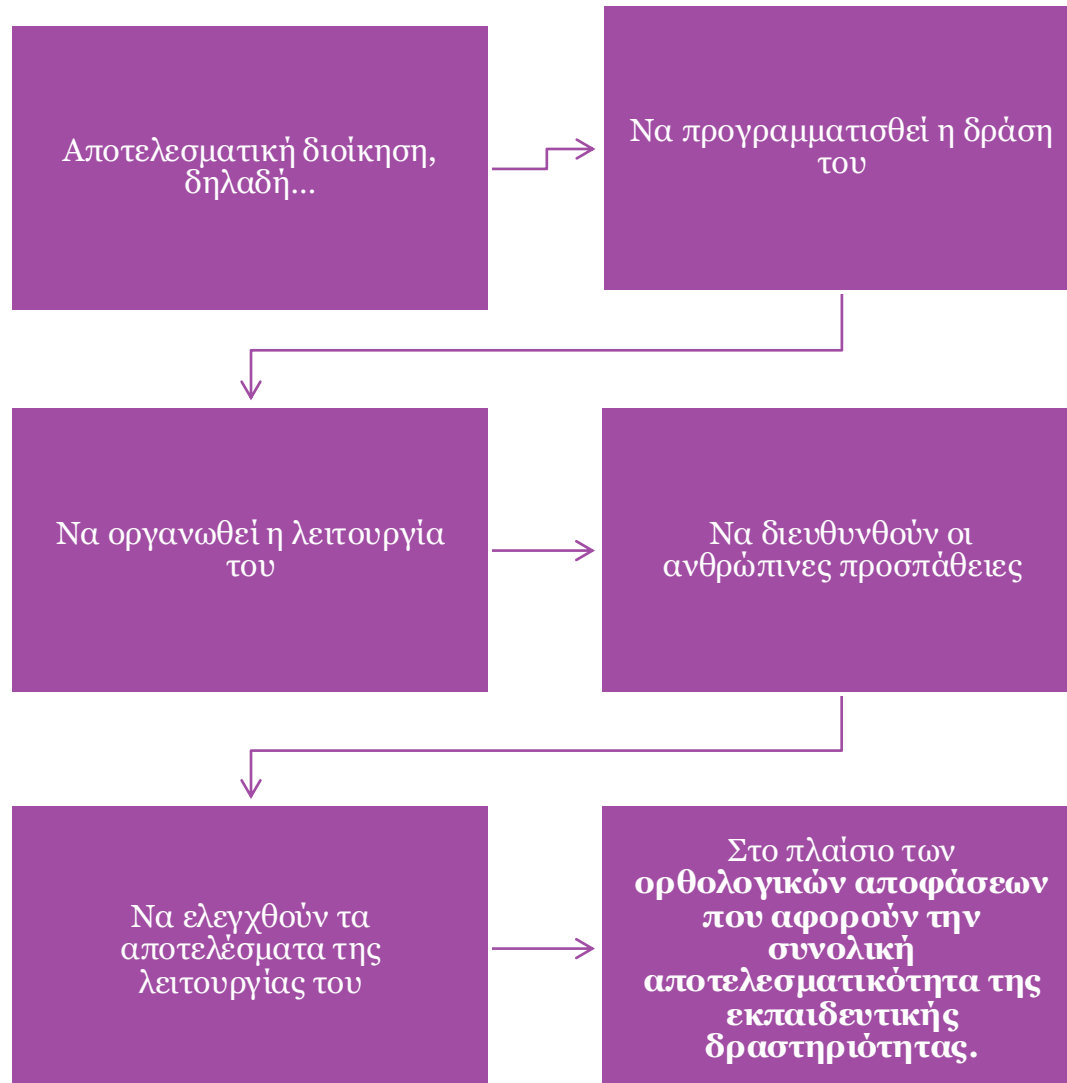 Αποτελεσματική διοίκηση,
δηλαδή...
Να προγραμματισθεί η δράση
του
Να οργανωθεί η λειτουργία
του
Να διευθυνθούν οι
ανθρώπινες προσπάθειες
Να ελεγχθούν τα
αποτελέσματα της
λειτουργίας του
Στο πλαίσιο των
ορθολογικών αποφάσεων
που αφορούν την
συνολική
αποτελεσματικότητα της
εκπαιδευτικής
δραστηριότητας.